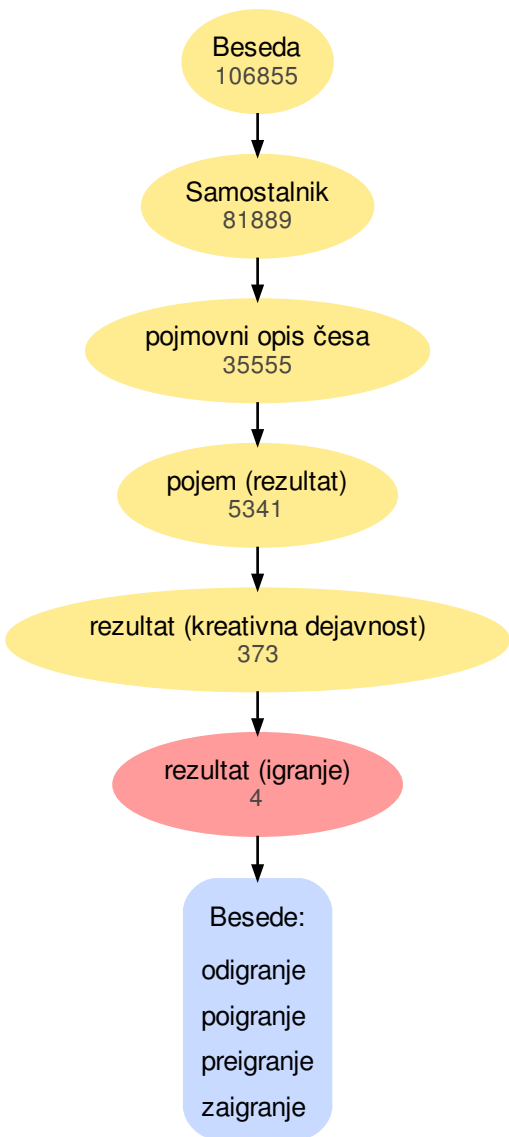 Beseda
106855
Samostalnik
81889
pojmovni opis česa
35555
pojem (rezultat)
5341
rezultat (kreativna dejavnost)
373
rezultat (igranje)
4
Besede:
odigranje
poigranje
preigranje
zaigranje